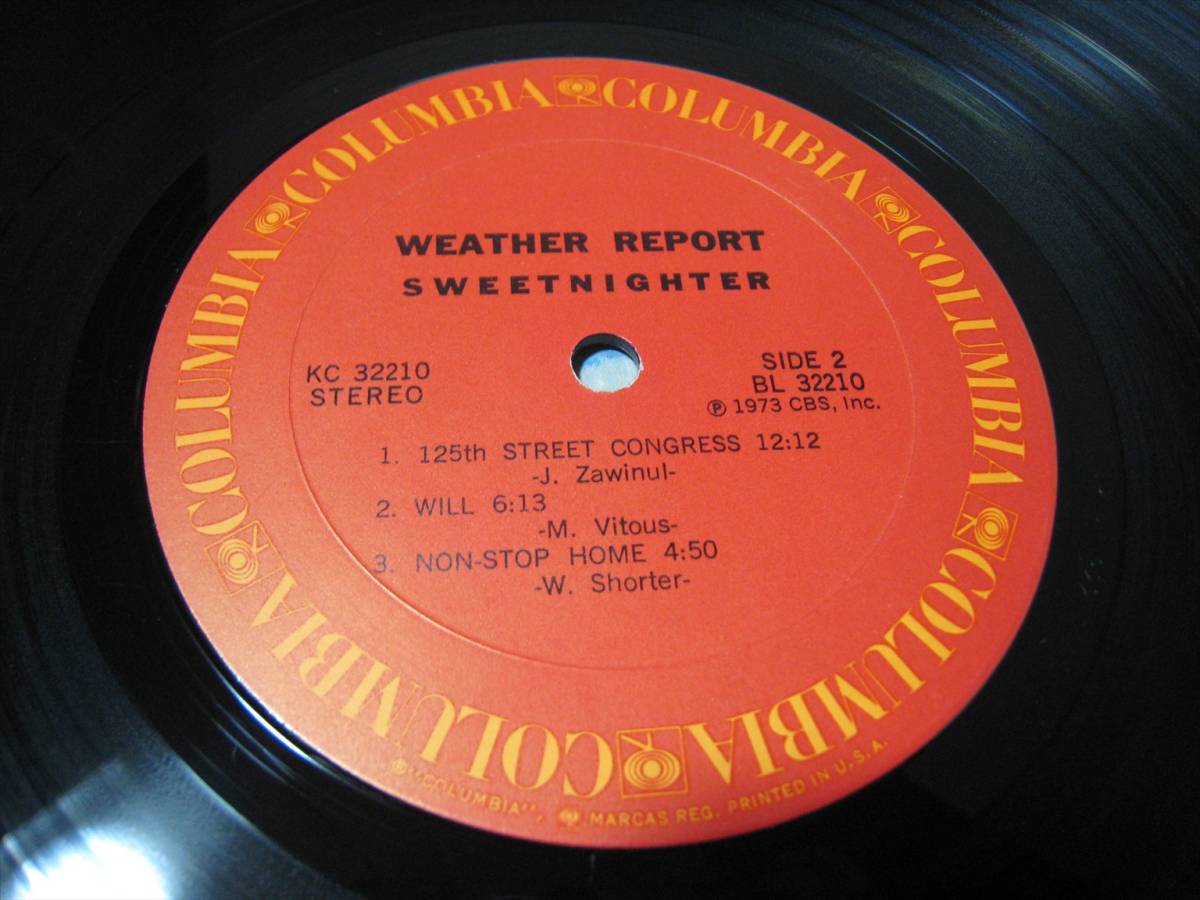 COLUMBIA COLUMBIA COLUMBIA COLUMBIA COLUMBIA COLUMBIA COLUMBIA
WEATHER REPORT
SWEETNIGHTER
KC 32210
STEREO
SIDE 2
BL 32210
Ⓟ 1973 CBS, Inc.
1. 125th STREET CONGRESS 12:12
-J. Zawinul-
2. WILL 6:13
-M. Vitous-
3. NON-STOP HOME 4:50
-W. Shorter-
® "COLUMBIA", MARCAS REG. PRINTED IN U.S.A.